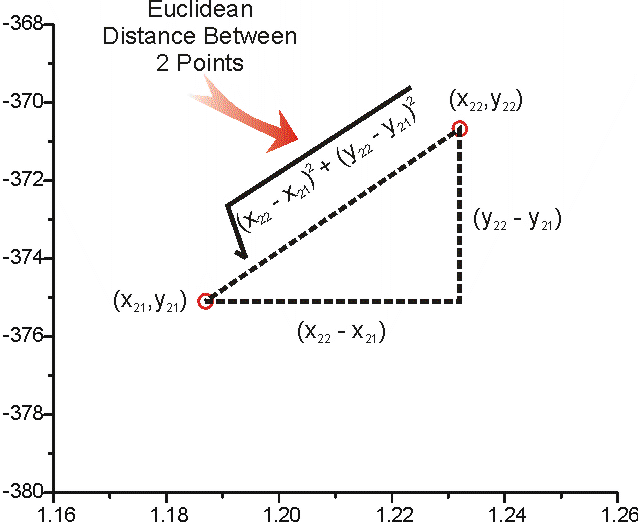 Euclidean
Distance Between
2 Points
-368
-370
-372
-374
-376
-378
-380
(x₂₂,y₂₂)
√(x₂₂ - x₂₁)² + (y₂₂ - y₂₁)²
(y₂₂ - y₂₁)
(x₂₁,y₂₁)
(x₂₂ - x₂₁)
1.16 1.18 1.20 1.22 1.24 1.26